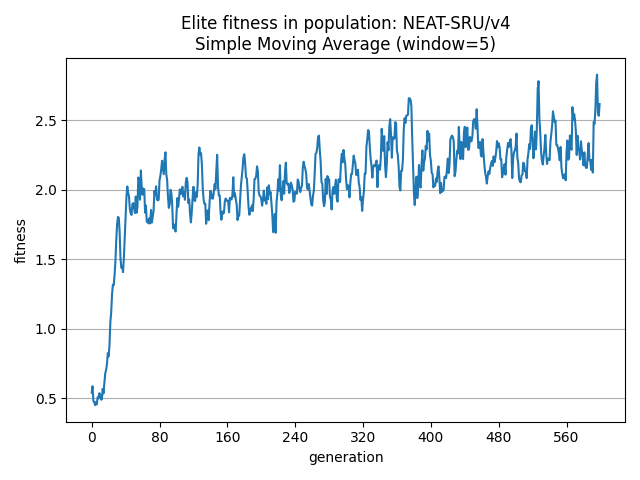 Elite fitness in population: NEAT-SRU/v4
Simple Moving Average (window=5)
fitness
2.5
2.0
1.5
1.0
0.5
0 80 160 240 320 400 480 560
generation